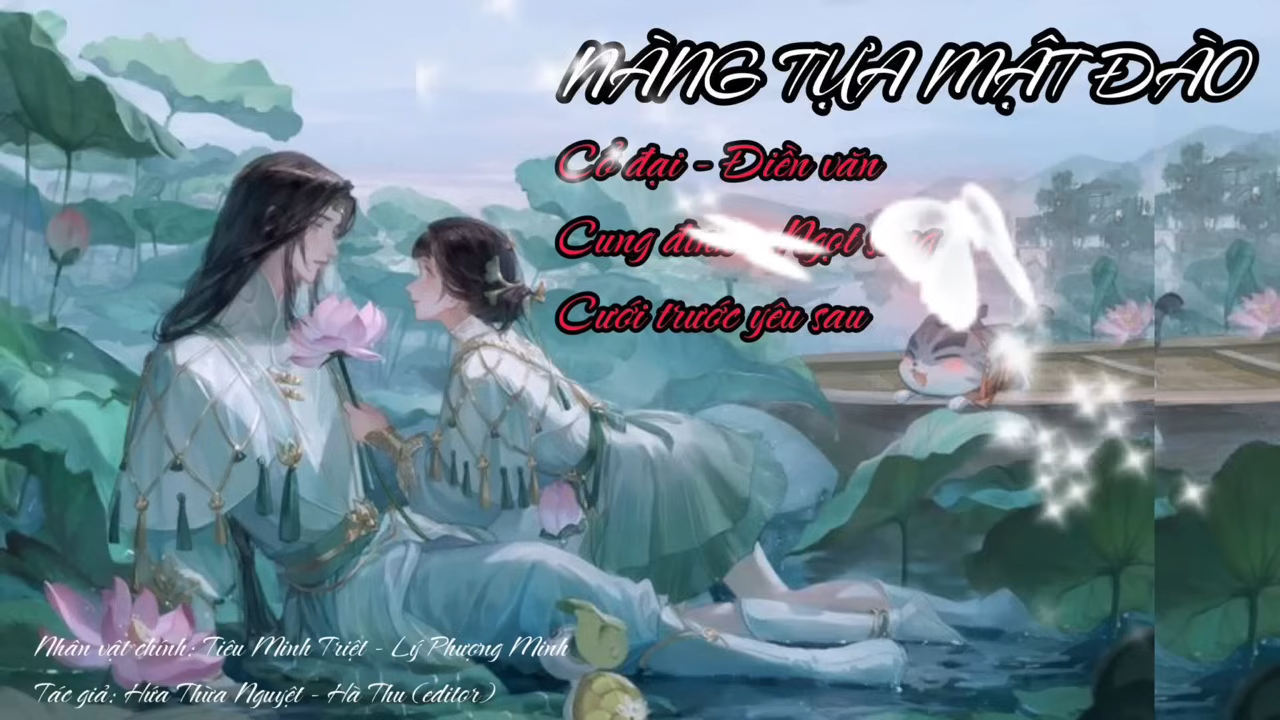 NÀNG TỰA MẬT ĐÀO
Cổ đại - Điền văn
Cung Ngọt
Cưới trước yêu sau
Nhân vật chính: Tiêu Minh Triệt - Lý Phượng Minh
Tác giả: Hứa Thừa Nguyệt - Hà Thu (editor)